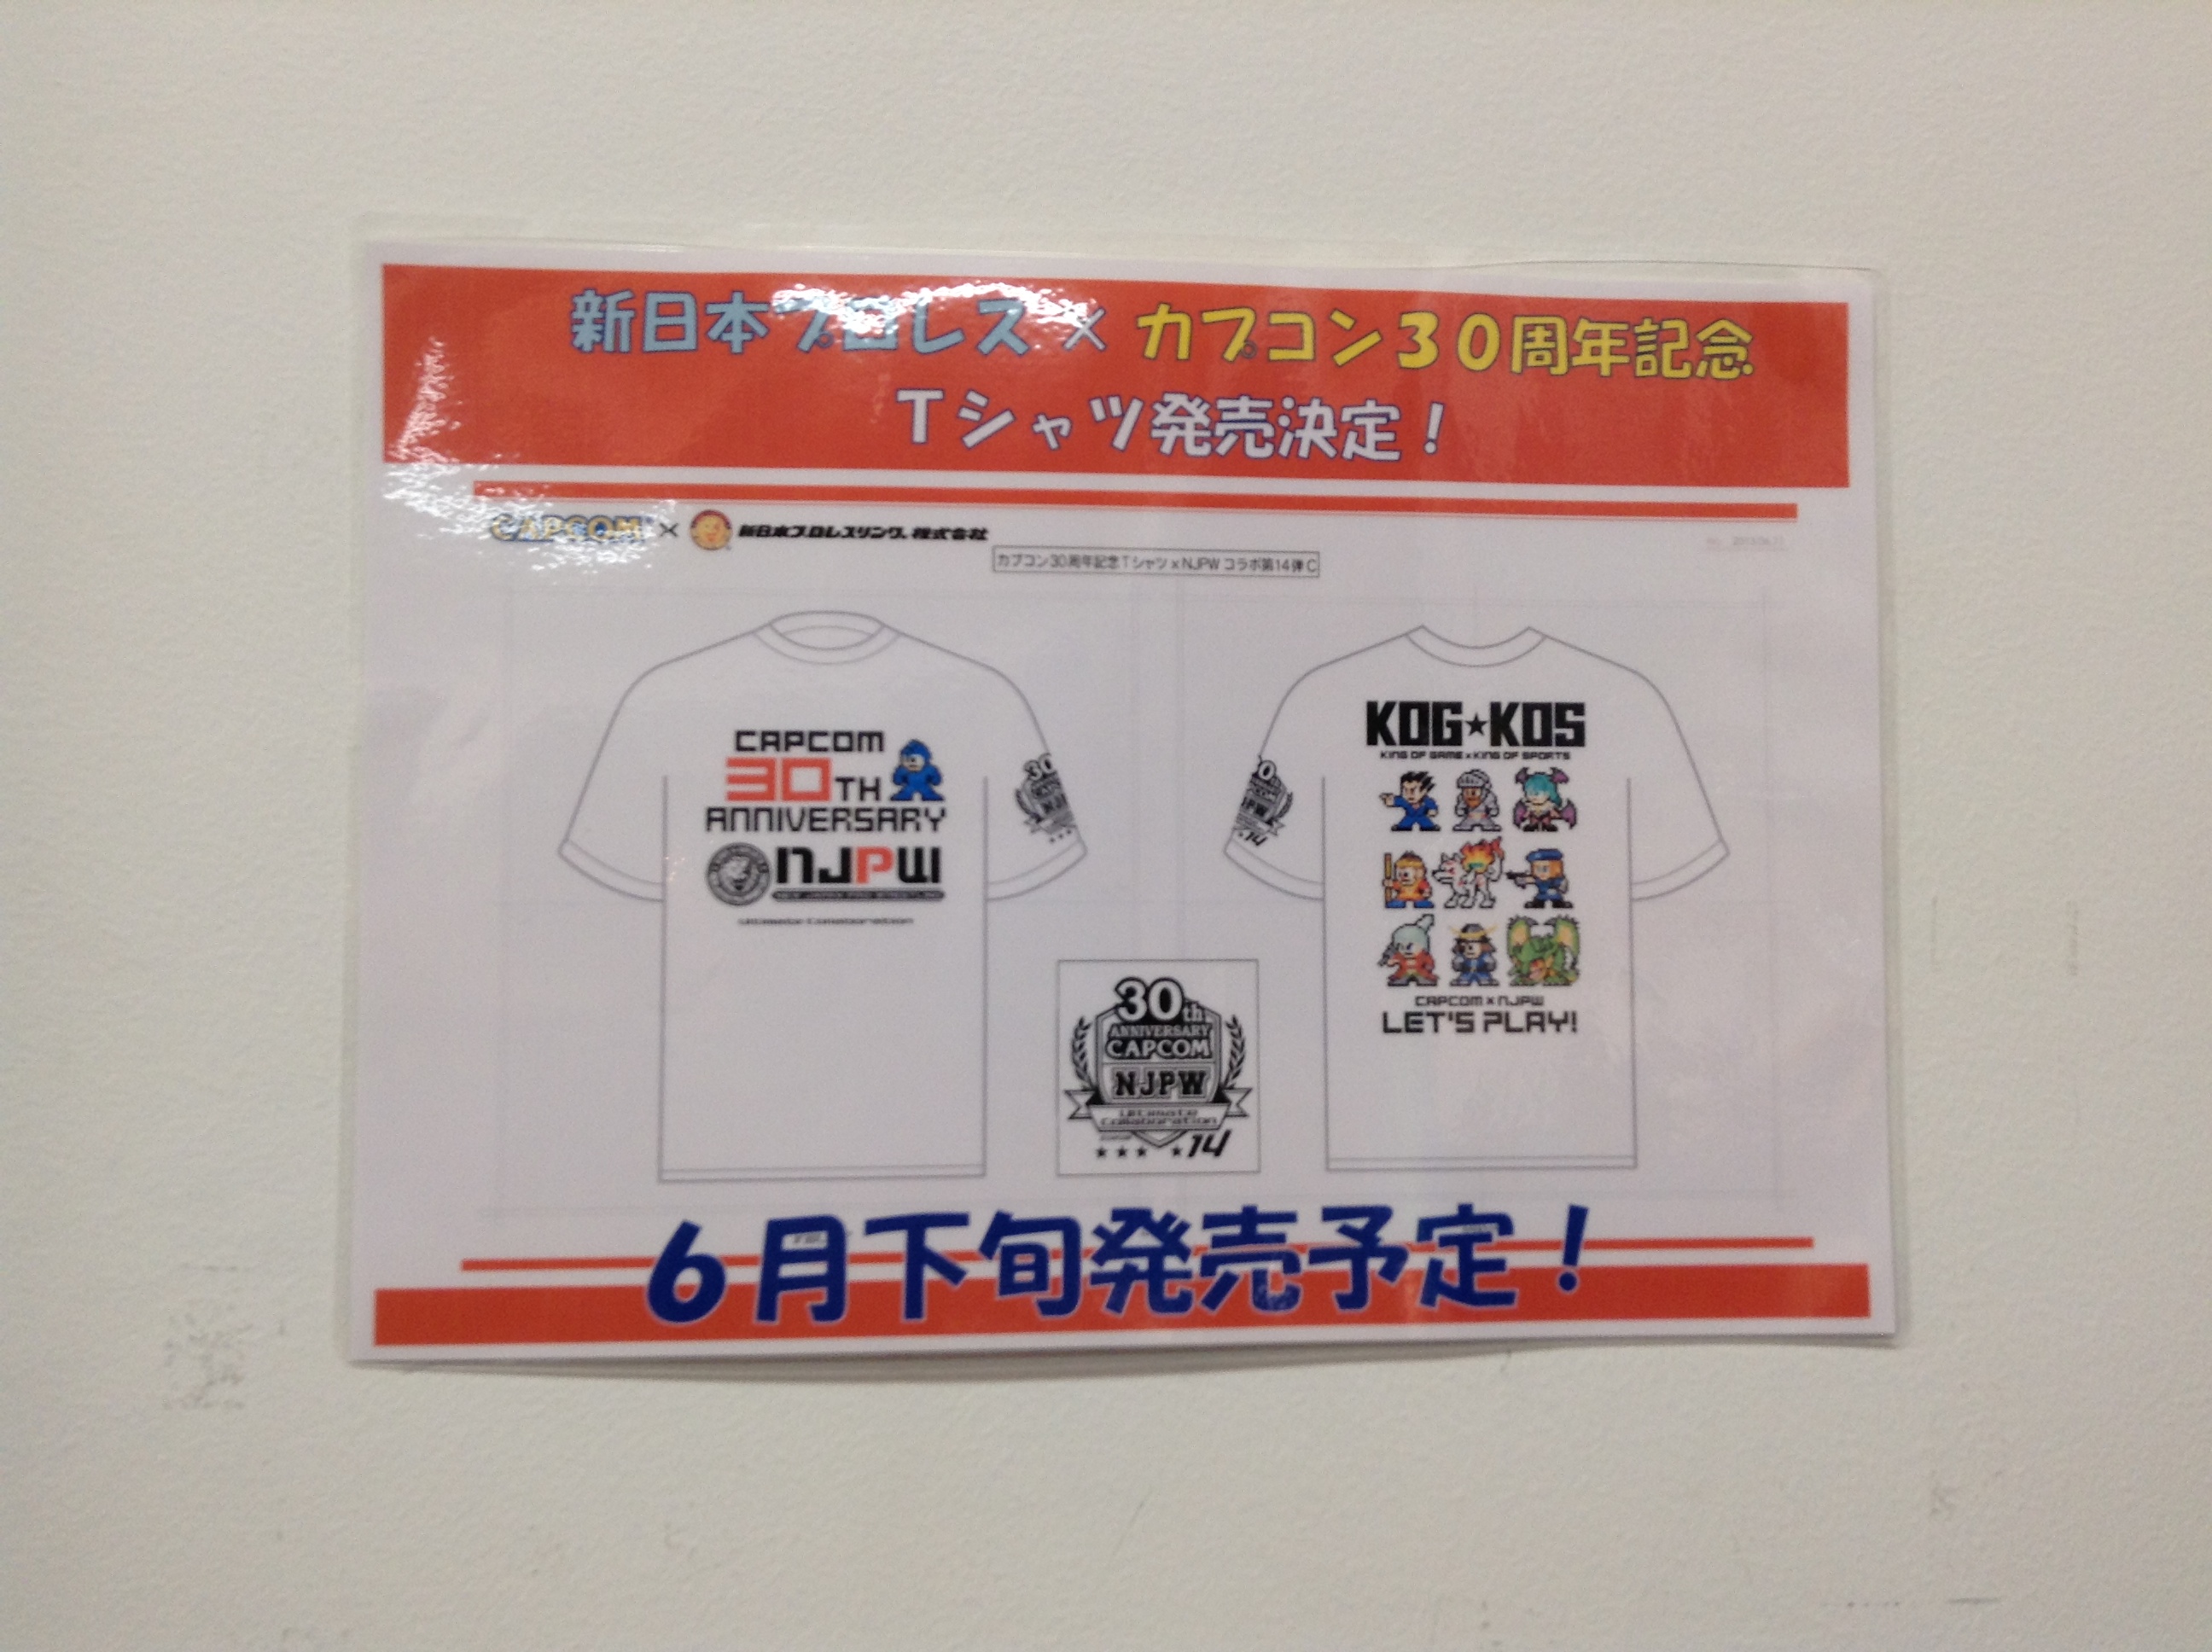 新日本プロレス×カプコン３０周年記念
Tシャツ発売決定！
CAPCOM × 新日本プロレスリング株式会社
カプコン30周年記念Tシャツ x NJPW コラボ第14弾 C
CAPCOM
30TH
ANNIVERSARY
NJPW
NEW JAPAN PRO-WRESTLING
30
KOG★KOS
KING OF GAME x KING OF SPORTS
CAPCOM x NJPW
LET'S PLAY!
30
14
30th
ANNIVERSARY
CAPCOM
NJPW
Ultimate
Collaboration
14
6月下旬発売予定！